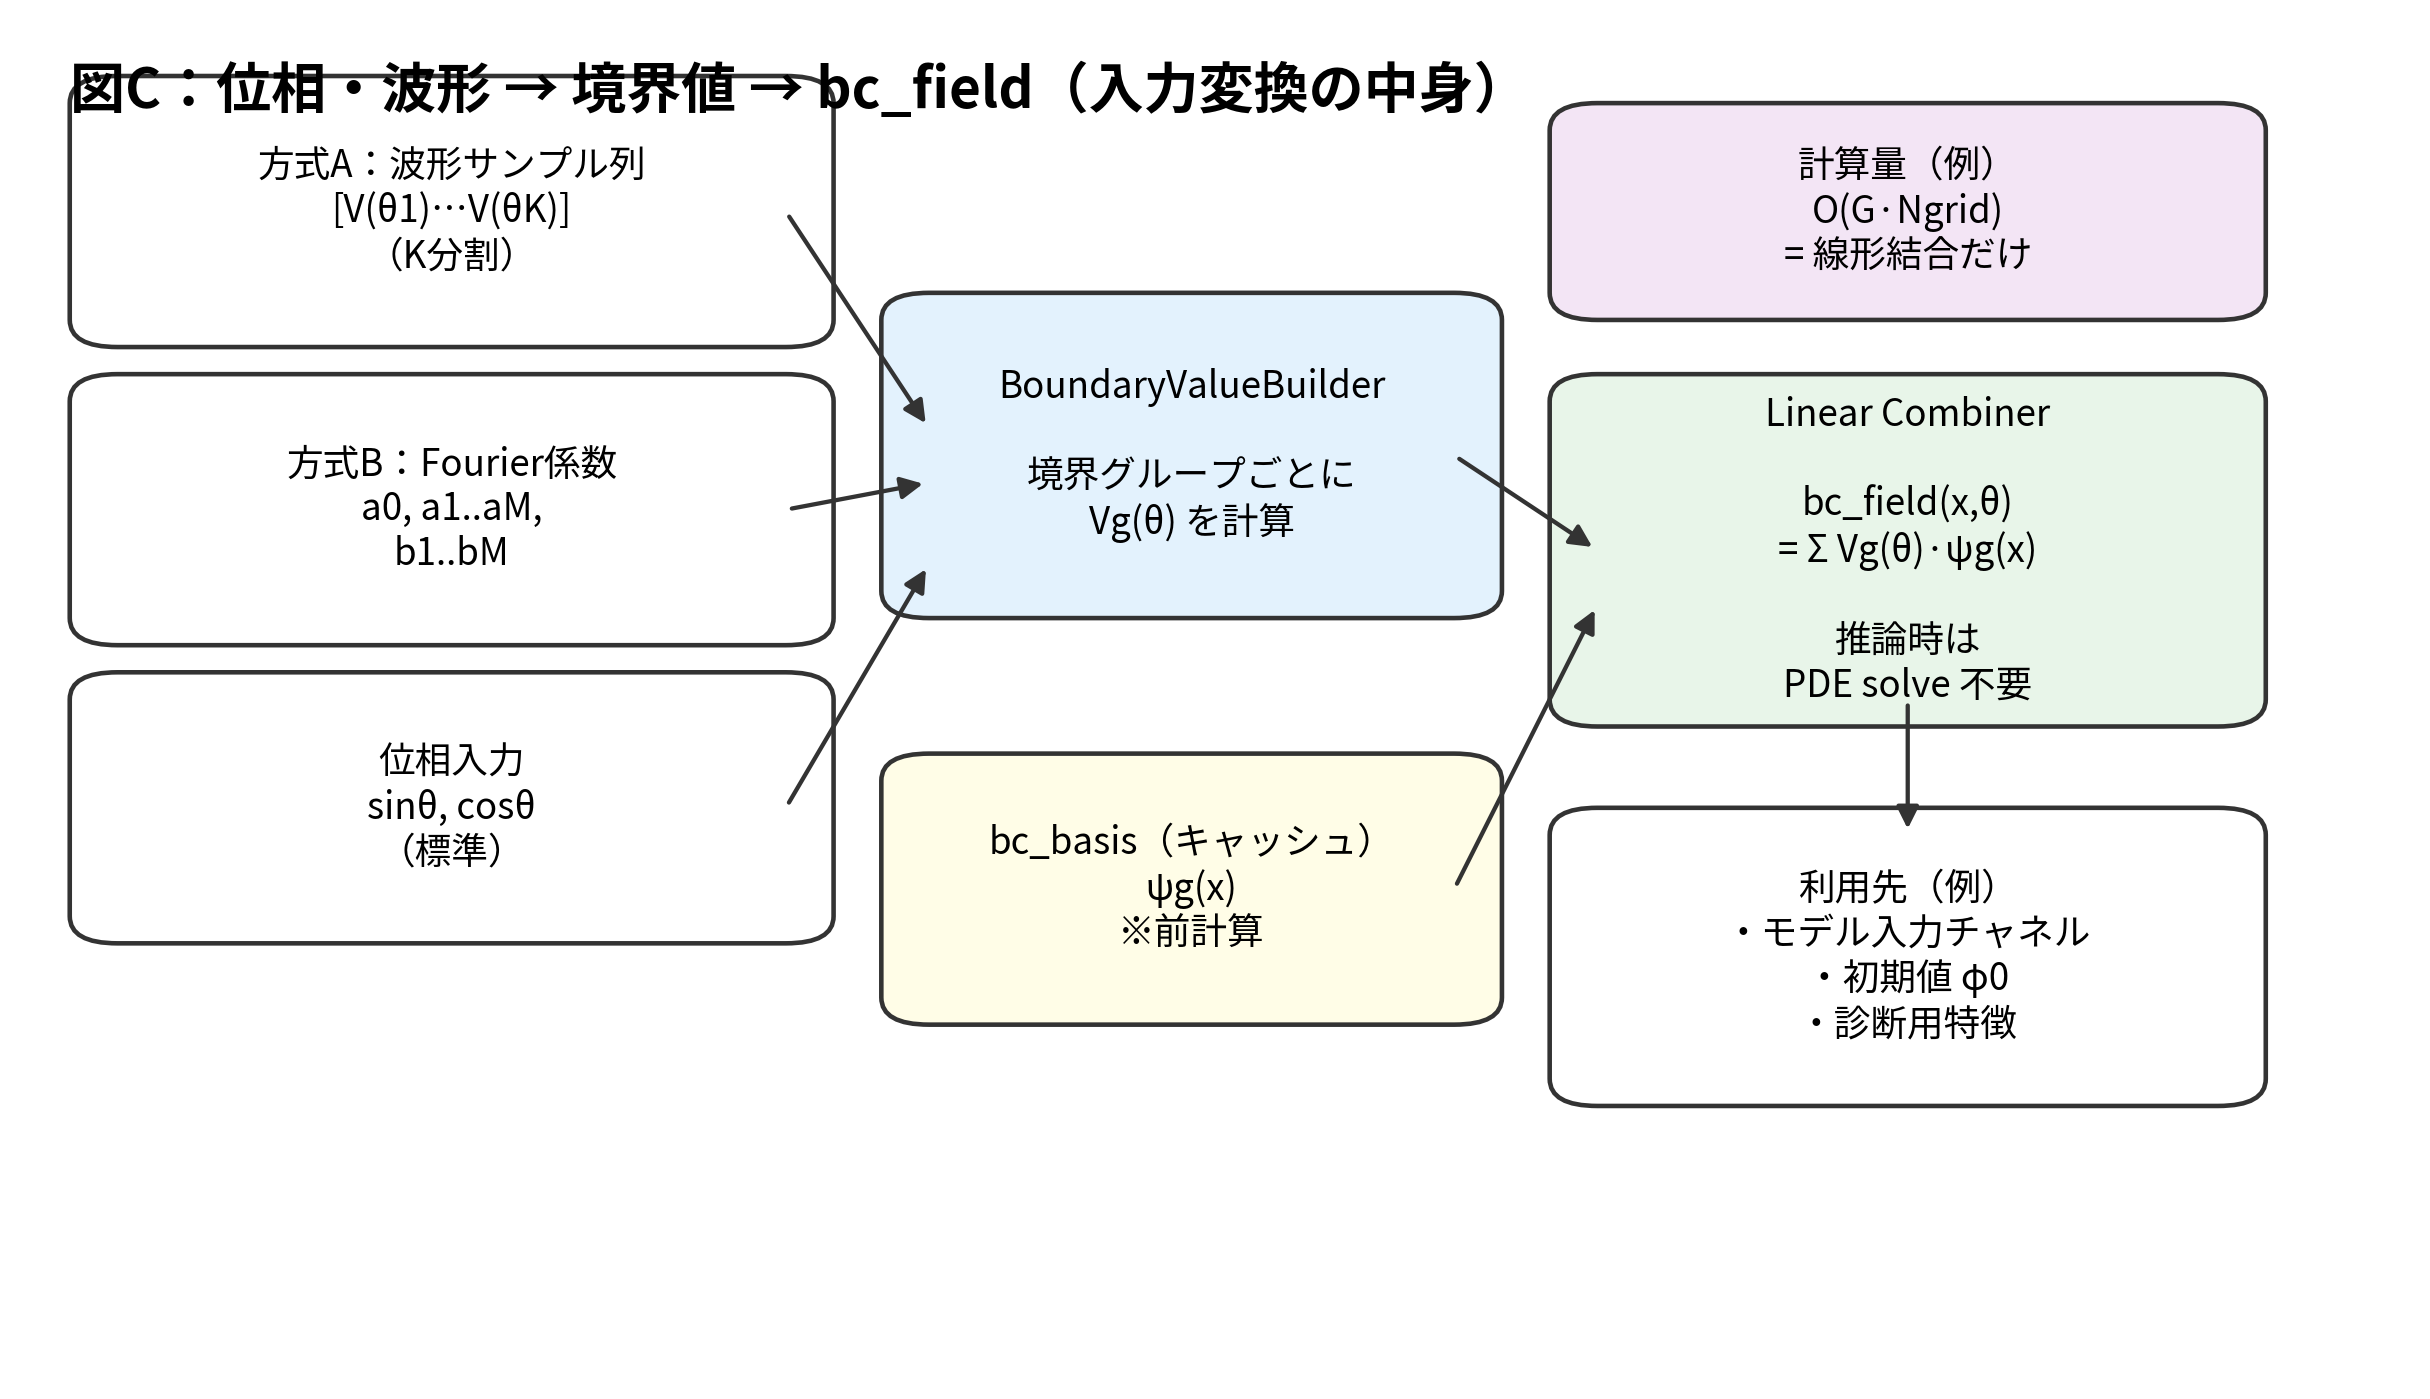 図C：位相・波形 → 境界値 → bc_field（入力変換の中身）
方式A：波形サンプル列
[V(θ1)⋯V(θK)]
（K分割）
方式B：Fourier係数
a0, a1..aM,
b1..bM
位相入力
sinθ, cosθ
（標準）
BoundaryValueBuilder
境界グループごとに
Vg(θ) を計算
bc_basis（キャッシュ）
ψg(x)
※前計算
計算量（例）
O(G·Ngrid)
= 線形結合だけ
Linear Combiner
bc_field(x,θ)
= Σ Vg(θ)·ψg(x)
推論時は
PDE solve 不要
利用先（例）
・モデル入力チャネル
・初期値 φ0
・診断用特徴